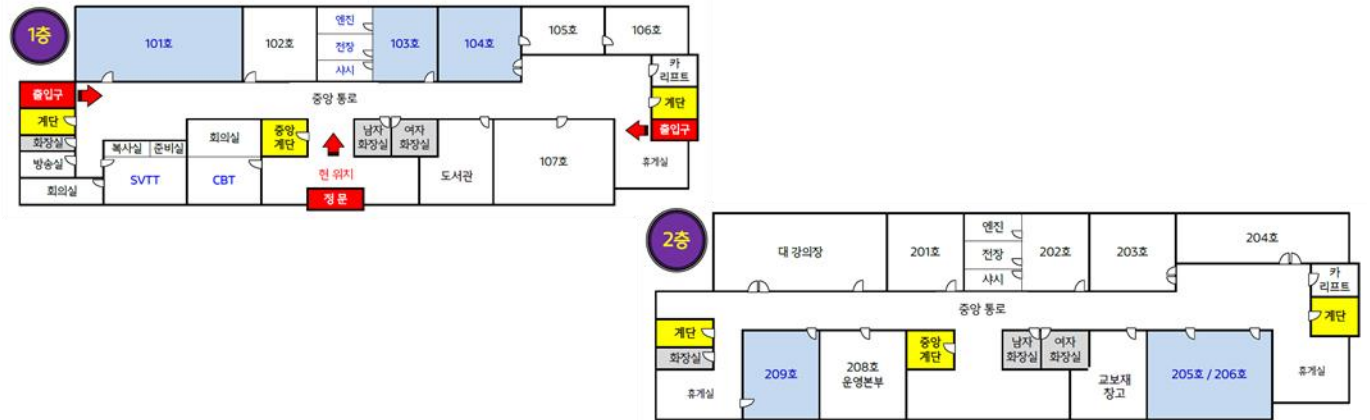 1층
101호
102호
엔진
전장
샤시
103호
104호
105호
106호
카
리프트
출입구
중앙 통로
계단
계단
출입구
화장실
방송실
회의실
복사실
준비실
SVTT
회의실
CBT
중앙
계단
현 위치
정 문
남자
화장실
여자
화장실
도서관
107호
휴게실
2층
대 강의장
201호
엔진
전장
샤시
202호
203호
204호
카
리프트
계단
중앙 통로
계단
화장실
휴게실
209호
208호
운영본부
중앙
계단
남자
화장실
여자
화장실
교보재
창고
205호 / 206호
휴게실